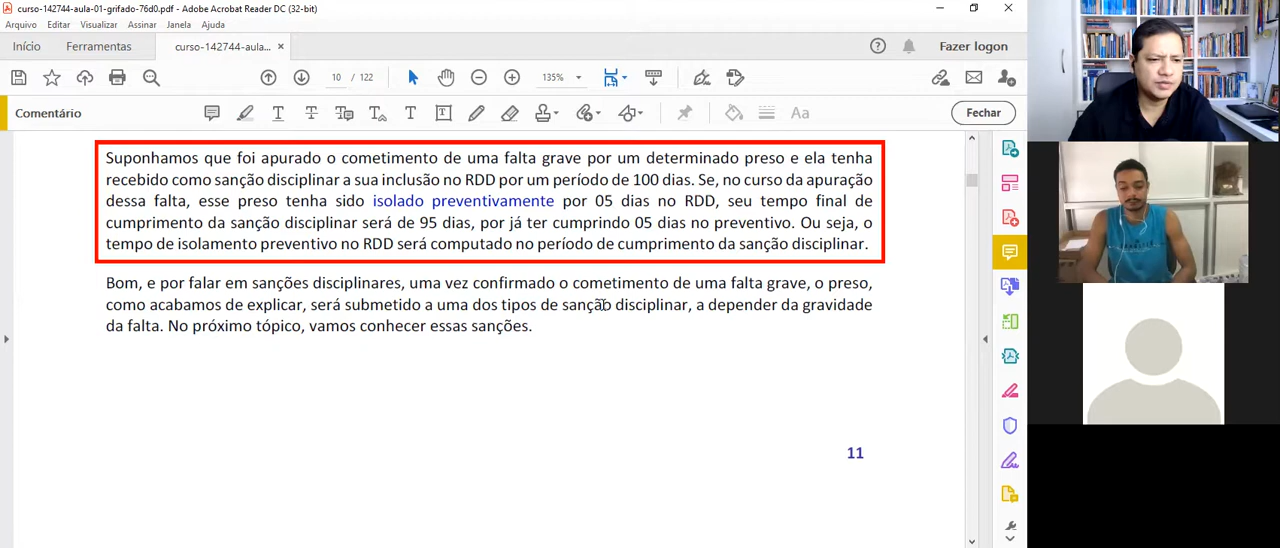 curso-142744-aula-01-grifado-76d0.pdf - Adobe Acrobat Reader DC (32-bit)
Arquivo Editar Visualizar Assinar Janela Ajuda
Início Ferramentas curso-142744-aula... × Fazer logon
10 / 122 135%
Comentário Aa Fechar
Suponhamos que foi apurado o cometimento de uma falta grave por um determinado preso e ela tenha
recebido como sanção disciplinar a sua inclusão no RDD por um período de 100 dias. Se, no curso da apuração
dessa falta, esse preso tenha sido isolado preventivamente por 05 dias no RDD, seu tempo final de
cumprimento da sanção disciplinar será de 95 dias, por já ter cumprindo 05 dias no preventivo. Ou seja, o
tempo de isolamento preventivo no RDD será computado no período de cumprimento da sanção disciplinar.
Bom, e por falar em sanções disciplinares, uma vez confirmado o cometimento de uma falta grave, o preso,
como acabamos de explicar, será submetido a uma dos tipos de sanção disciplinar, a depender da gravidade
da falta. No próximo tópico, vamos conhecer essas sanções.
11